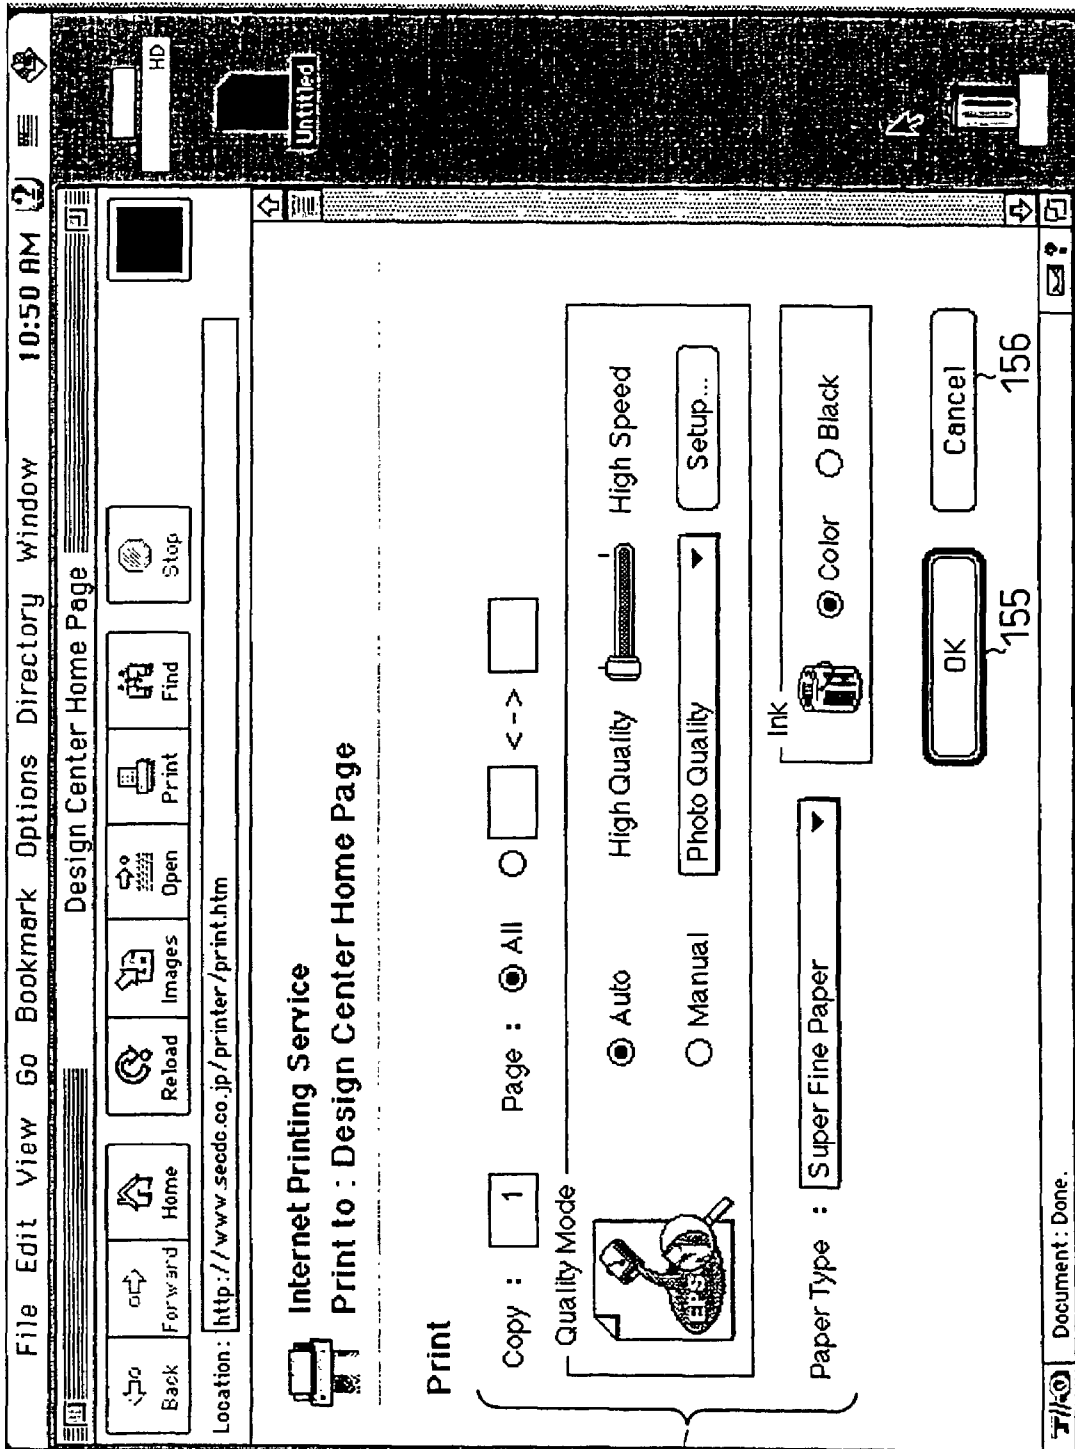 File Edit View Go Bookmark Options Directory Window 10:50 AM
Design Center Home Page
Back Forward Home Reload Images Open Print Find Stop
Location: http://www.secdc.co.jp/printer/print.htm
HD
Untitled
Internet Printing Service
Print to : Design Center Home Page
Print
Copy : 1 Page : All <->
Quality Mode
Auto High Quality High Speed
Manual Photo Quality Setup...
EPS
Paper Type : Super Fine Paper
Ink
Color Black
OK Cancel
155 156
Document: Done.
?